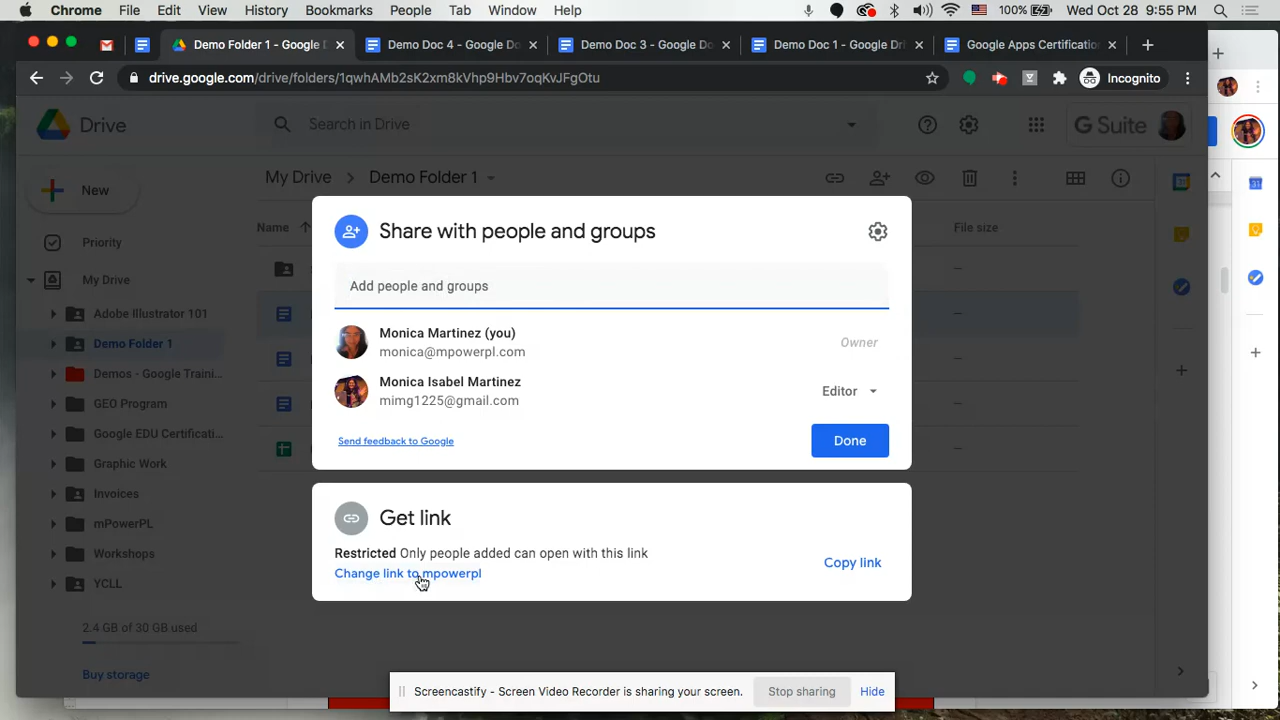 Chrome File Edit View History Bookmarks People Tab Window Help 100% Wed Oct 28 9:55 PM
Demo Folder 1 - Google D Demo Doc 4 - Google Do Demo Doc 3 - Google Do Demo Doc 1 - Google Dri Google Apps Certification
drive.google.com/drive/folders/1qwhAMb2sK2xm8kVhp9HDv7oqKvJFgOtu Incognito
Drive Search in Drive G Suite
New My Drive Demo Folder 1
Name File size
Priority
My Drive
Adobe Illustrator 101
Demo Folder 1
Demos - Google Traini...
GEO Program
Google EDU Certificati...
Graphic Work
Invoices
mPowerPL
Workshops
YCLL
2.4 GB of 30 GB used
Buy storage
Share with people and groups
Add people and groups
Monica Martinez (you)
monica@mpowerpl.com
Owner
Monica Isabel Martinez
mimg1225@gmail.com
Editor
Send feedback to Google
Done
Get link
Restricted Only people added can open with this link
Change link to mpowerpl
Copy link
Screencastify - Screen Video Recorder is sharing your screen. Stop sharing Hide